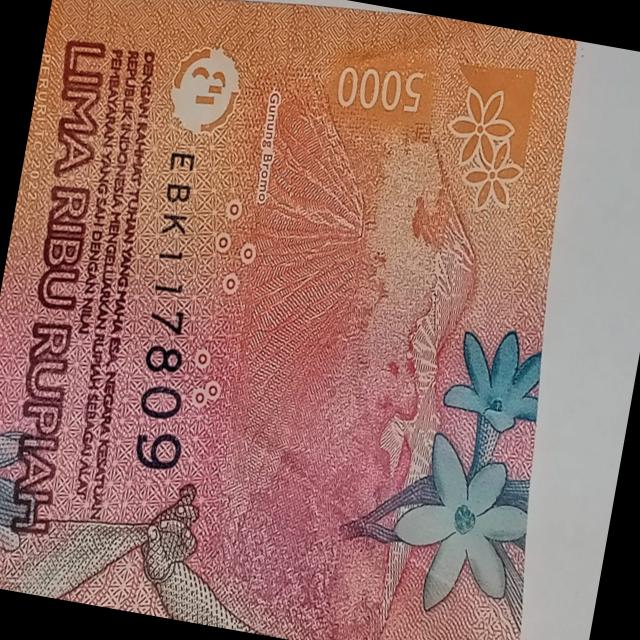 5000
Gunung Bromo
EBK117809
DENGAN RAHMAT TUHAN YANG MAHA ESA, NEGARA KESATUAN
REPUBLIK INDONESIA MENGELUARKAN RUPIAH SEBAGAI ALAT
PEMBAYARAN YANG SAH DENGAN NILAI
LIMA RIBU RUPIAH